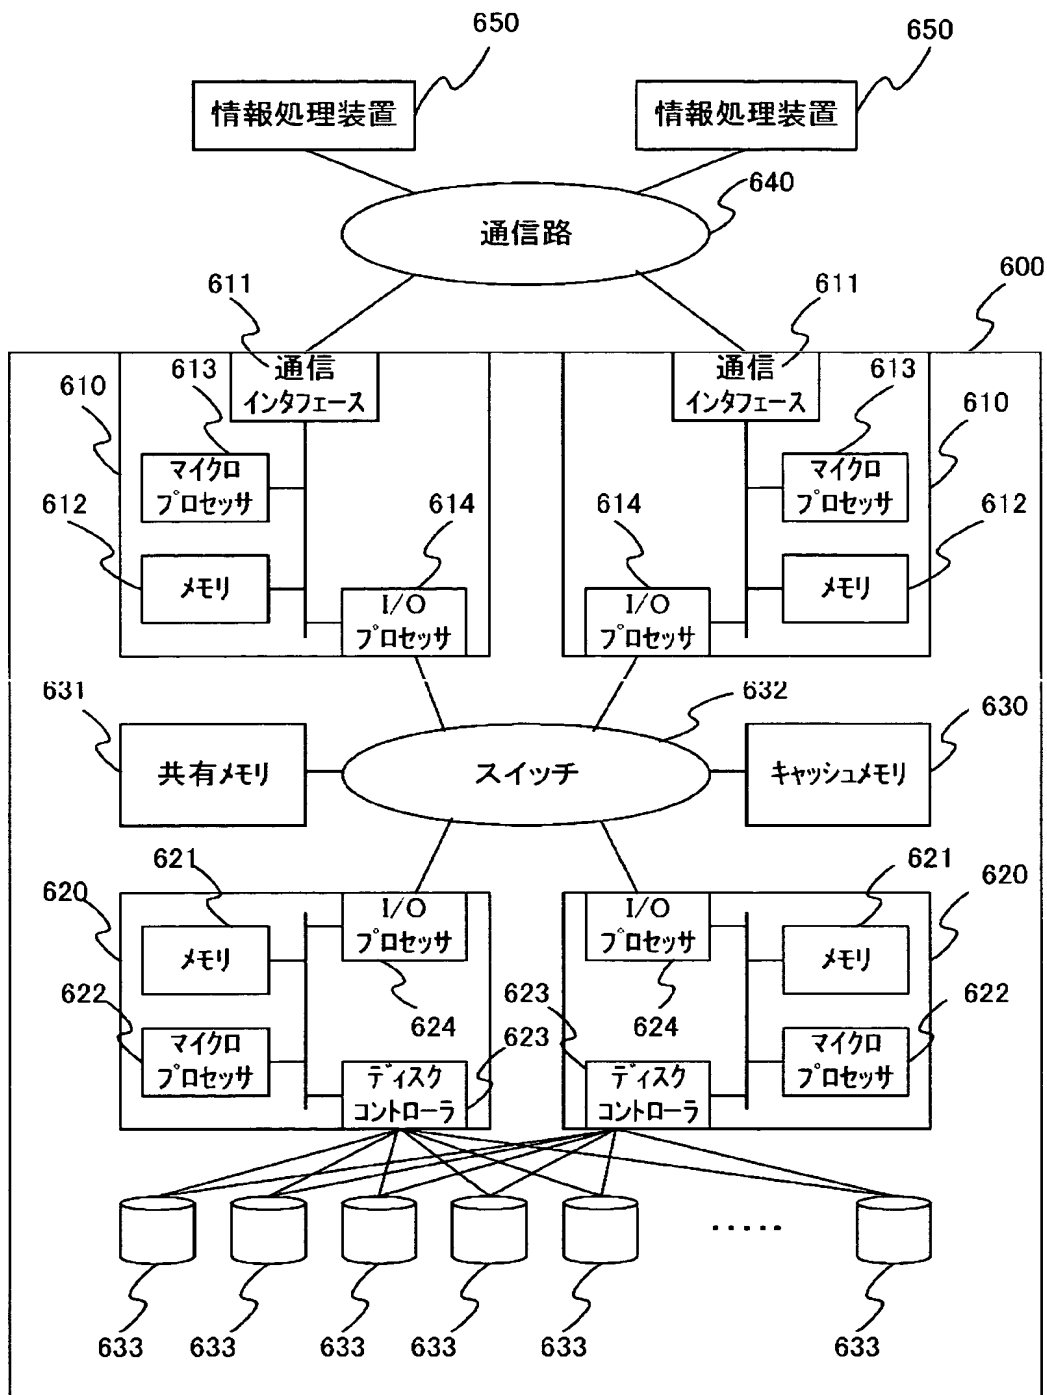 650
650
情報処理装置
情報処理装置
640
通信路
611
611
600
通信
インタフェース
通信
インタフェース
613
613
610
610
マイクロ
プロセッサ
マイクロ
プロセッサ
612
614
614
612
メモリ
メモリ
I/O
プロセッサ
I/O
プロセッサ
631
632
630
共有メモリ
スイッチ
キャッシュメモリ
621
621
620
620
I/O
プロセッサ
I/O
プロセッサ
メモリ
メモリ
622
624
623
623
624
622
マイクロ
プロセッサ
マイクロ
プロセッサ
ディスク
コントローラ
ディスク
コントローラ
.....
633
633
633
633
633
633